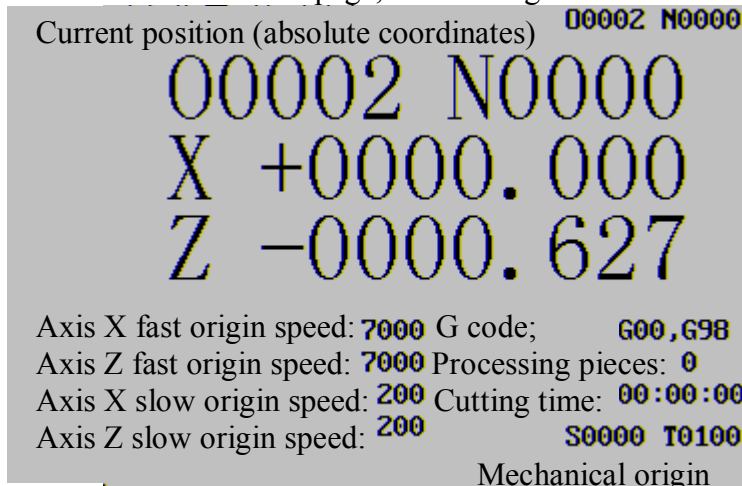 Current position (absolute coordinates) O0002 N0000
O0002 N0000
X +0000.000
Z -0000.627
Axis X fast origin speed: 7000 G code; G00,G98
Axis Z fast origin speed: 7000 Processing pieces: 0
Axis X slow origin speed: 200 Cutting time: 00:00:00
Axis Z slow origin speed: 200 S0000 T0100
Mechanical origin